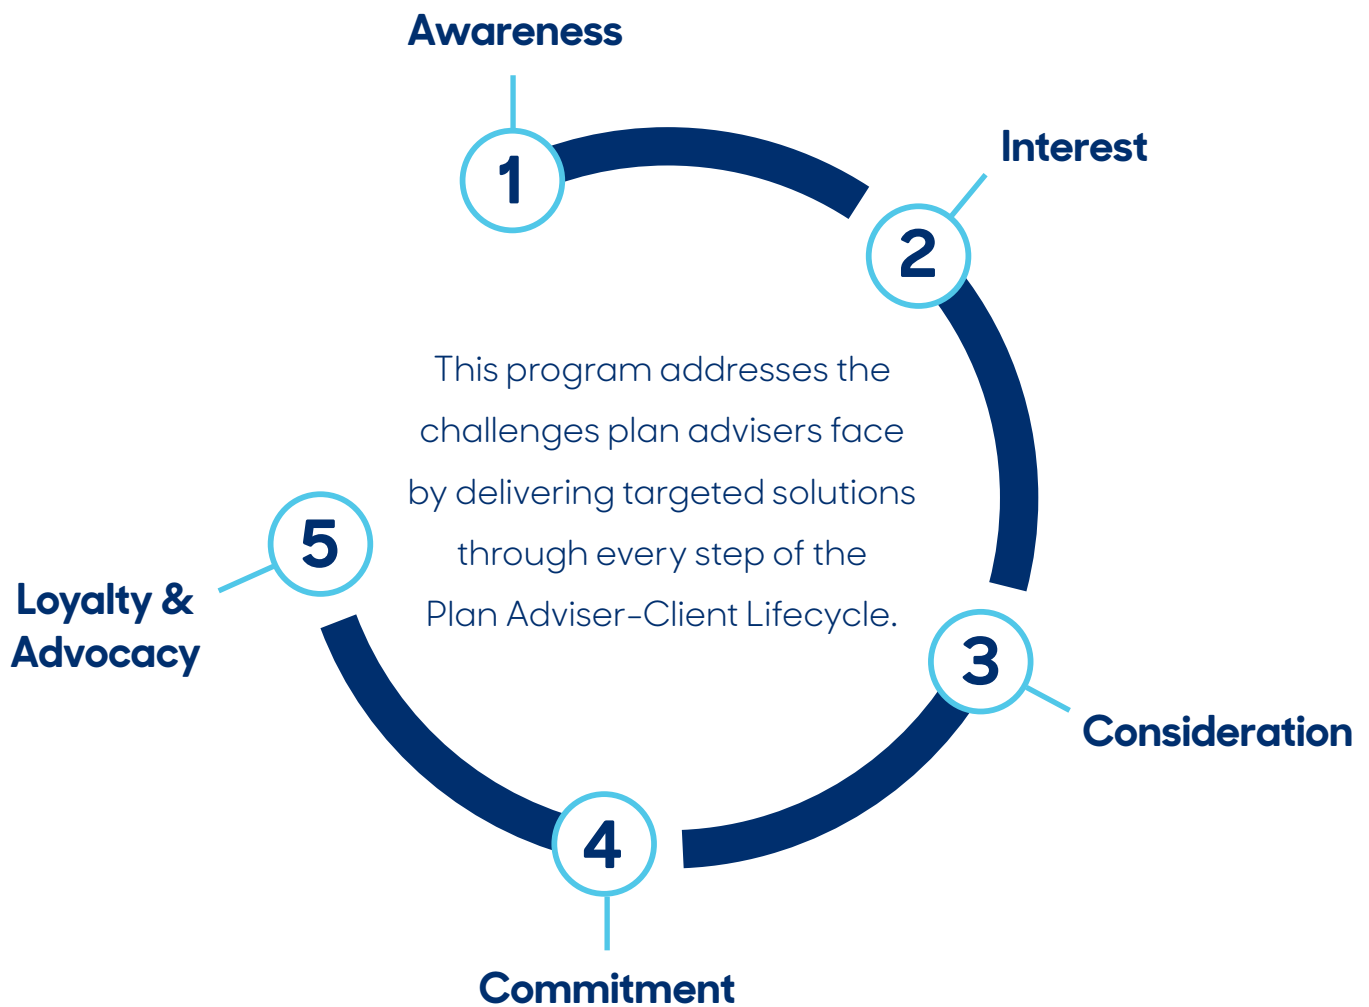 Awareness
1
Interest
2
This program addresses the
challenges plan advisers face
by delivering targeted solutions
through every step of the
Plan Adviser-Client Lifecycle.
5
Loyalty &
Advocacy
3
Consideration
4
Commitment